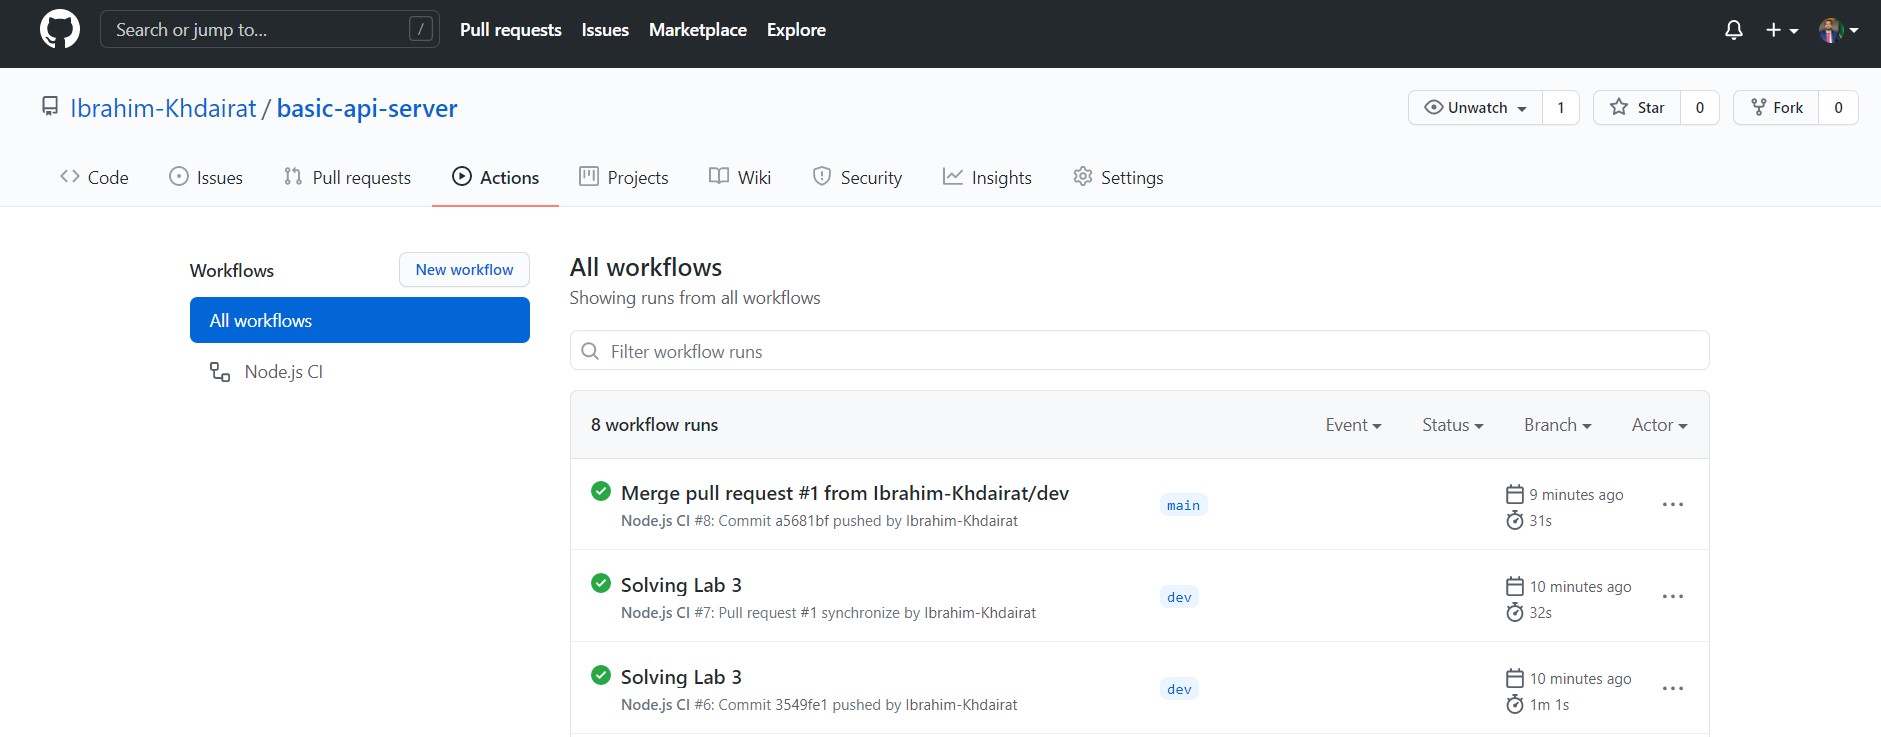 Search or jump to... /
Pull requests Issues Marketplace Explore
Ibrahim-Khdairat / basic-api-server
Unwatch 1 Star 0 Fork 0
Code Issues Pull requests Actions Projects Wiki Security Insights Settings
Workflows
New workflow
All workflows
Node.js CI
All workflows
Showing runs from all workflows
Filter workflow runs
8 workflow runs Event Status Branch Actor
Merge pull request #1 from Ibrahim-Khdairat/dev
Node.js CI #8: Commit a5681bf pushed by Ibrahim-Khdairat
main
9 minutes ago
31s
Solving Lab 3
Node.js CI #7: Pull request #1 synchronize by Ibrahim-Khdairat
dev
10 minutes ago
32s
Solving Lab 3
Node.js CI #6: Commit 3549fe1 pushed by Ibrahim-Khdairat
dev
10 minutes ago
1m 1s